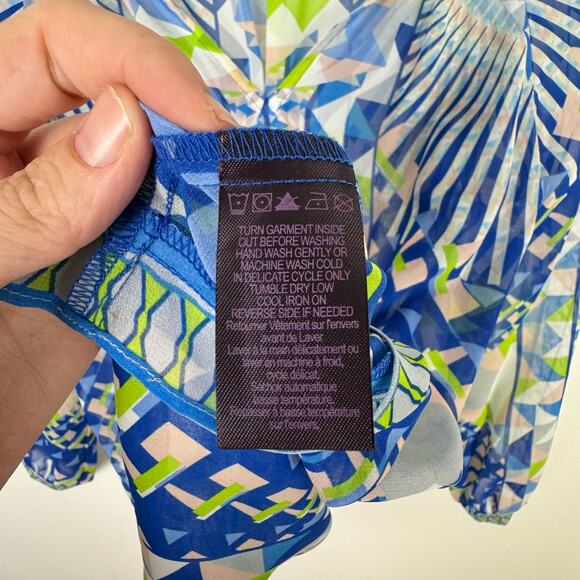 TURN GARMENT INSIDE
OUT BEFORE WASHING
HAND WASH GENTLY OR
MACHINE WASH COLD
IN DELICATE CYCLE ONLY
TUMBLE DRY LOW
COOL IRON ON
REVERSE SIDE IF NEEDED
Retourner Vêtement sur l'envers
avant de Laver
Laver à la main délicatement ou
laver en machine à froid,
cycle délicat.
Séchoir automatique
basse température
Repasser à basse température
sur l'envers.